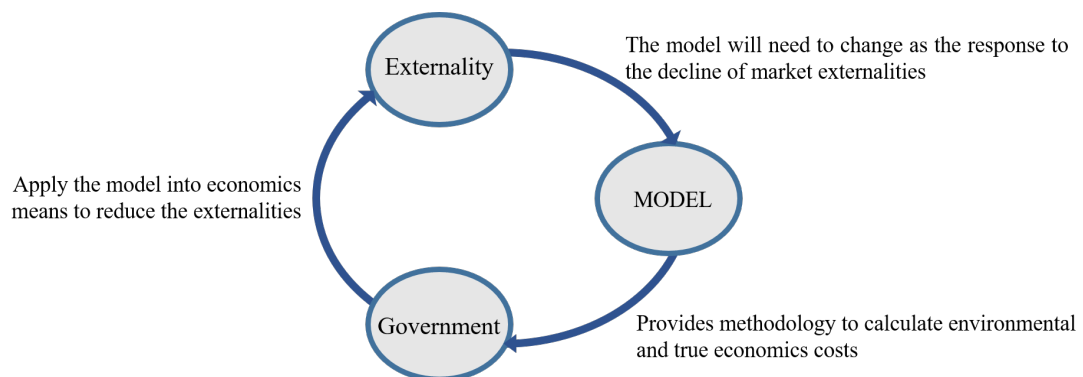 Externality
The model will need to change as the response to
the decline of market externalities
MODEL
Apply the model into economics
means to reduce the externalities
Government
Provides methodology to calculate environmental
and true economics costs